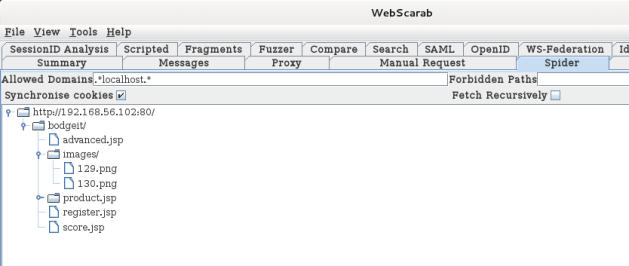 WebScarab
File View Tools Help
SessionID Analysis Scripted Fragments Fuzzer Compare Search SAML OpenID WS-Federation Id
Summary Messages Proxy Manual Request Spider
Allowed Domains .*localhost.* Forbidden Paths
Synchronise cookies Fetch Recursively
http://192.168.56.102:80/
bodgeit/
advanced.jsp
images/
129.png
130.png
product.jsp
register.jsp
score.jsp